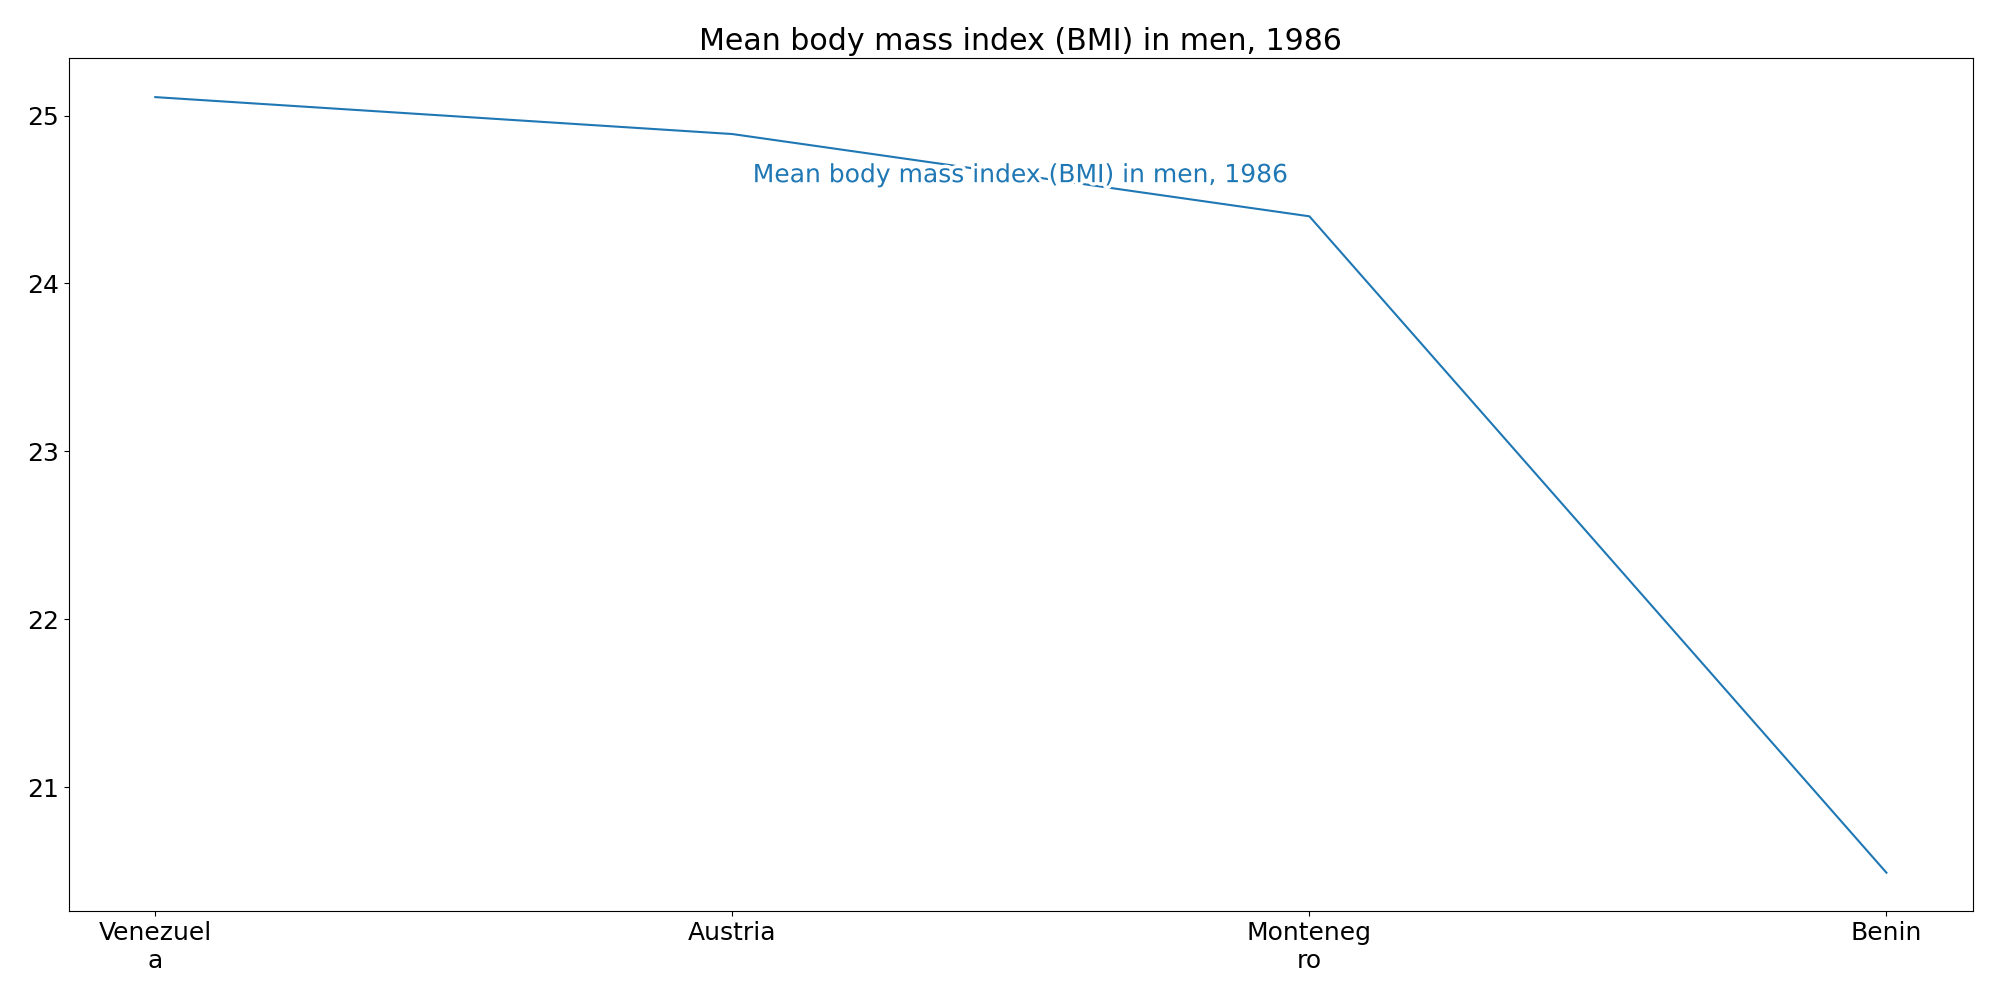 Mean body mass index (BMI) in men, 1986
25
24
23
22
21
Mean body mass index (BMI) in men, 1986
Venezuel
a
Austria
Monteneg
ro
Benin